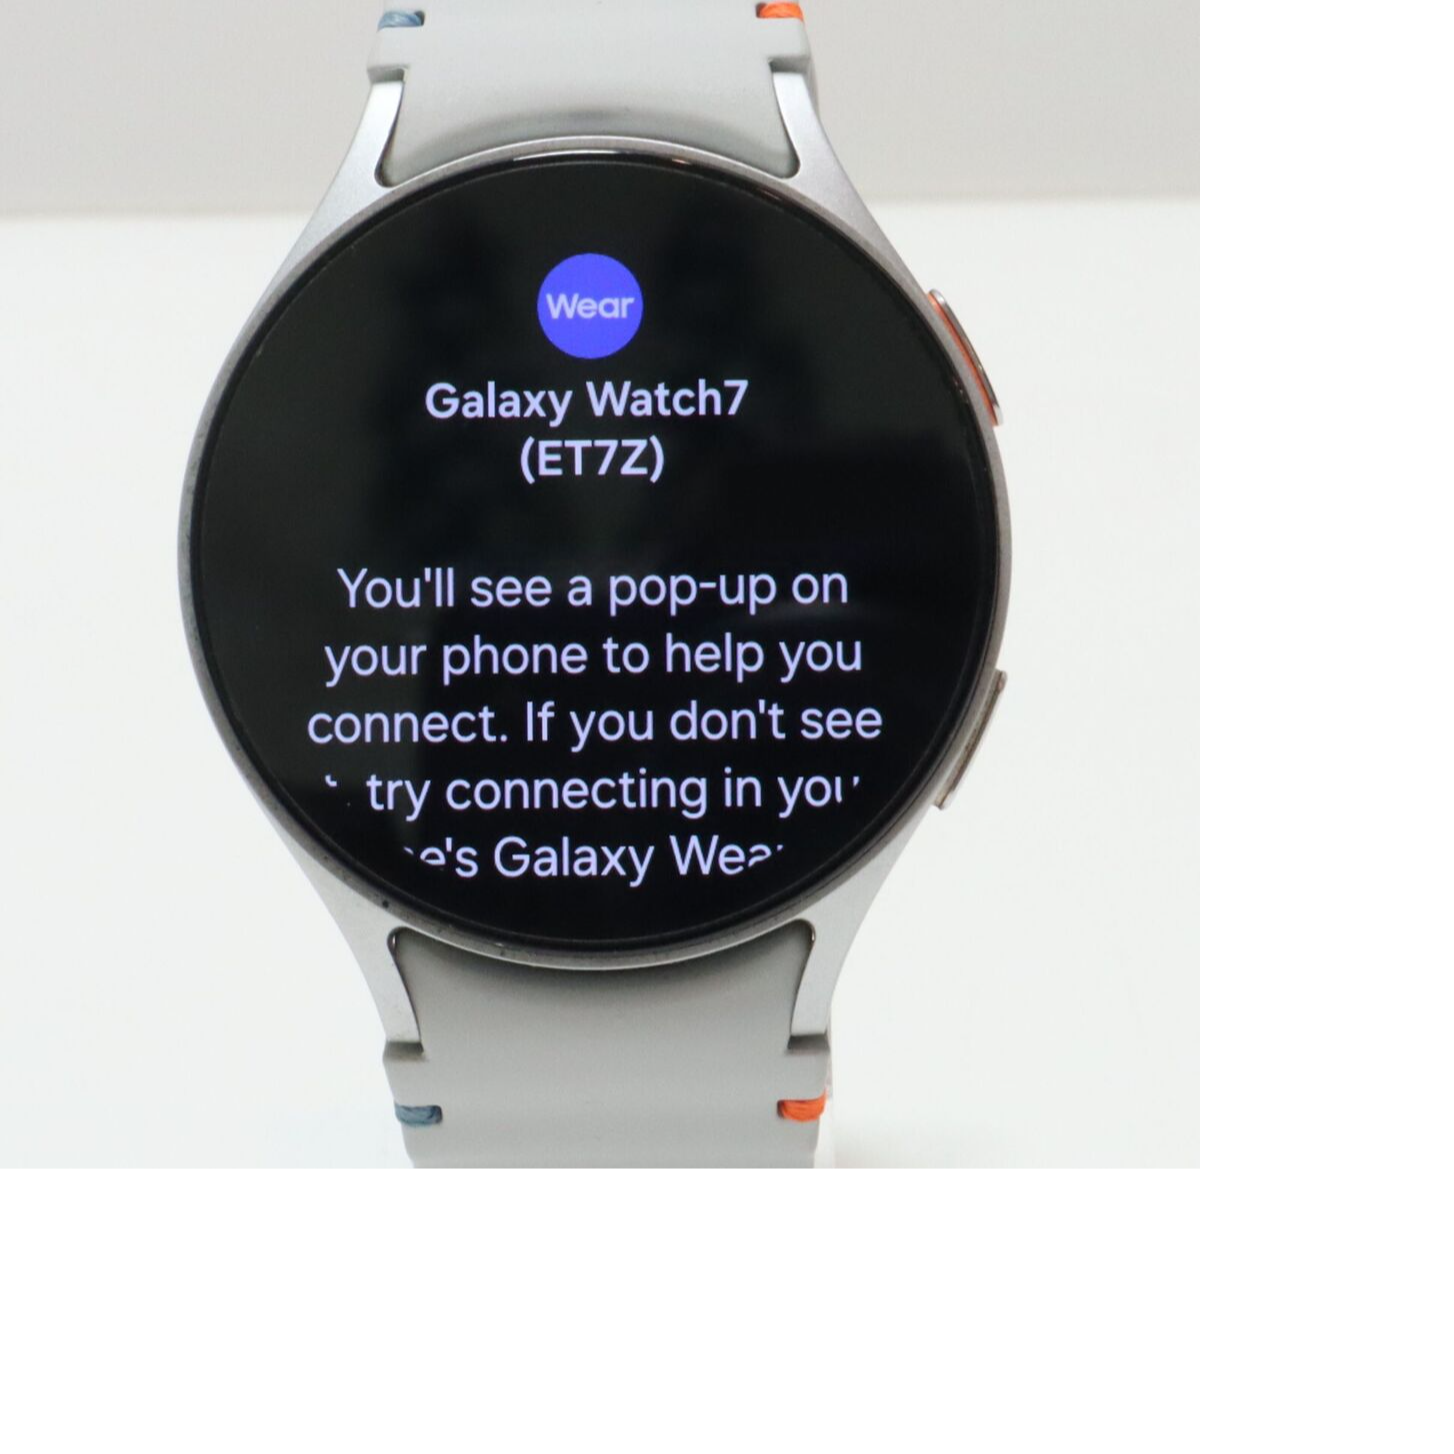 Wear
Galaxy Watch7
(ET7Z)
You'll see a pop-up on
your phone to help you
connect. If you don't see
try connecting in
Galaxy